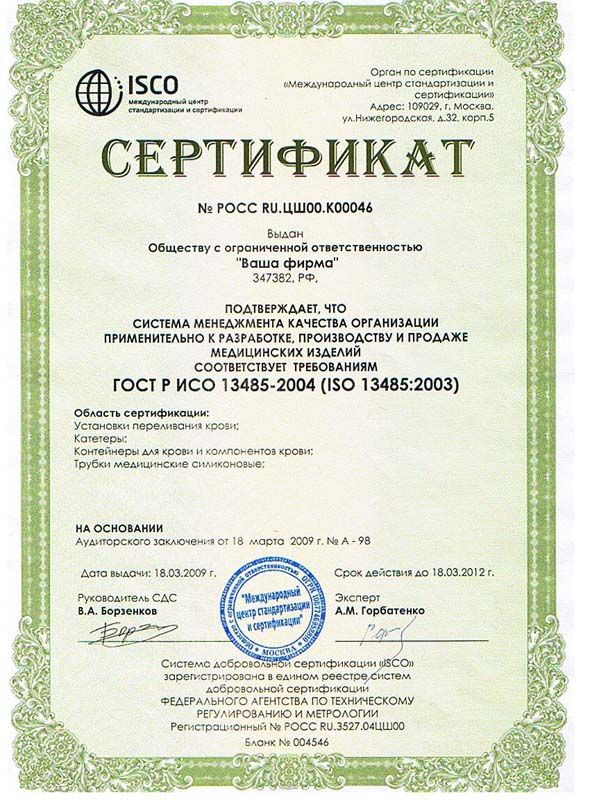 ISCO
международный центр
стандартизации и сертификации
Орган по сертификации
«Международный центр стандартизации и
сертификации»
Адрес: 109029, г. Москва,
ул.Нижегородская, д.32, корп.5
СЕРТИФИКАТ
№ РОСС RU.ЦШ00.К00046
Выдан
Обществу с ограниченной ответственностью
"Ваша фирма"
347382, РФ,
ПОДТВЕРЖДАЕТ, ЧТО
СИСТЕМА МЕНЕДЖМЕНТА КАЧЕСТВА ОРГАНИЗАЦИИ
ПРИМЕНИТЕЛЬНО К РАЗРАБОТКЕ, ПРОИЗВОДСТВУ И ПРОДАЖЕ
МЕДИЦИНСКИХ ИЗДЕЛИЙ
СООТВЕТСТВУЕТ ТРЕБОВАНИЯМ
ГОСТ Р ИСО 13485-2004 (ISO 13485:2003)
Область сертификации:
Установки переливания крови;
Катетеры;
Контейнеры для крови и компонентов крови;
Трубки медицинские силиконовые;
НА ОСНОВАНИИ
Аудиторского заключения от 18 марта 2009 г. № А - 98
Дата выдачи: 18.03.2009 г.
Срок действия до 18.03.2012 г.
Руководитель СДС
В.А. Борзенков
Эксперт
А.М. Горбатенко
Общество с ограниченной ответственностью
"Международный
центр стандартизации
и сертификации"
МОСКВА
Система добровольной сертификации «ISCO»
зарегистрирована в едином реестре систем
добровольной сертификации
ФЕДЕРАЛЬНОГО АГЕНТСТВА ПО ТЕХНИЧЕСКОМУ
РЕГУЛИРОВАНИЮ И МЕТРОЛОГИИ
Регистрационный № РОСС RU.3527.04ЦШ00
Бланк № 004546